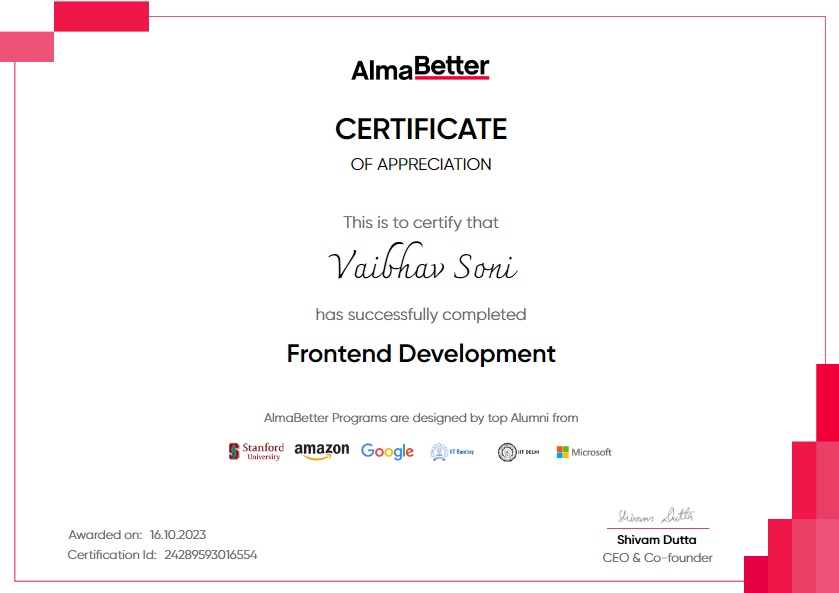 AlmaBetter
CERTIFICATE
OF APPRECIATION
This is to certify that
Vaibhav Soni
has successfully completed
Frontend Development
AlmaBetter Programs are designed by top Alumni from
Stanford University amazon Google IIT Bombay IIT DELHI Microsoft
Shivam Dutta
Awarded on: 16.10.2023
Certification Id: 24289593016554
Shivam Dutta
CEO & Co-founder